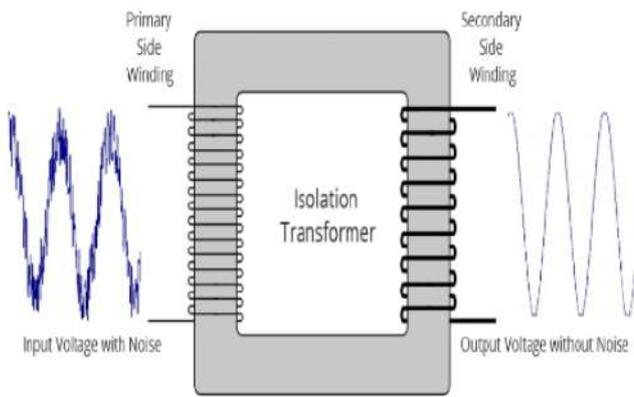 Primary
Side
Winding
Secondary
Side
Winding
Isolation
Transformer
Input Voltage with Noise
Output Voltage without Noise